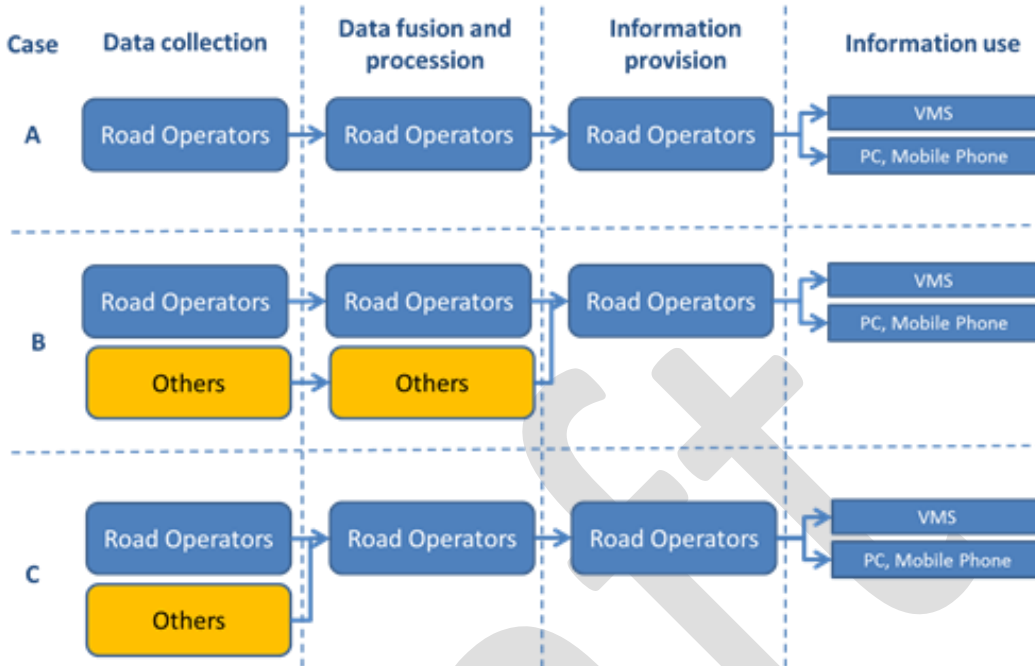 Case
Data collection
Data fusion and
procession
Information
provision
Information use
A
Road Operators
Road Operators
Road Operators
VMS
PC, Mobile Phone
B
Road Operators
Road Operators
Road Operators
VMS
PC, Mobile Phone
Others
Others
C
Road Operators
Road Operators
Road Operators
VMS
PC, Mobile Phone
Others